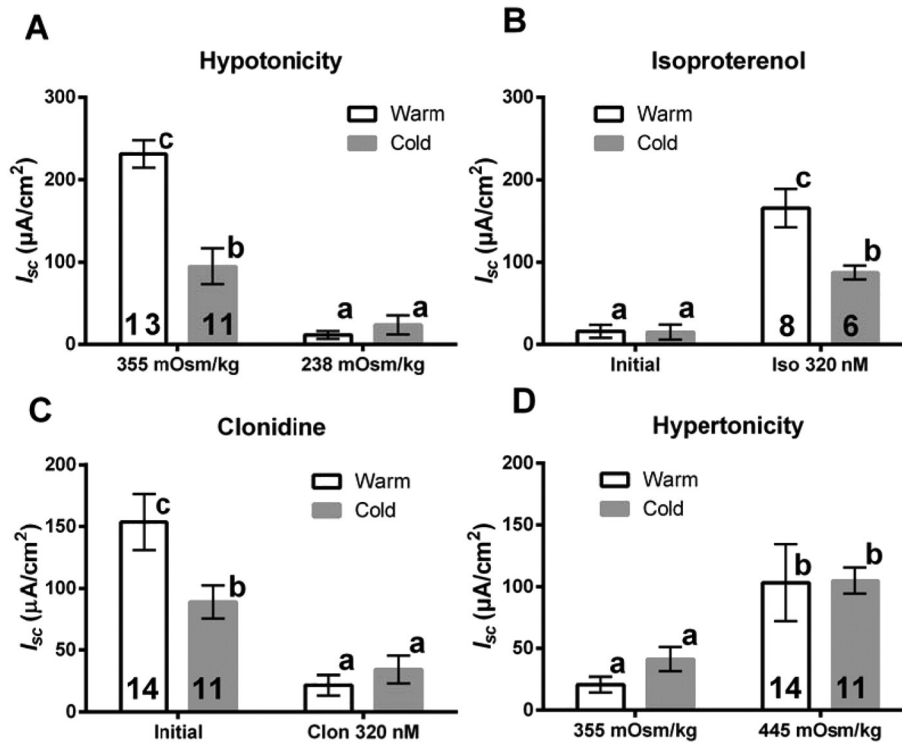 A
Hypotonicity
300
200
100
0
Isc (µA/cm²)
Warm
Cold
c
b
a
a
13
11
355 mOsm/kg
238 mOsm/kg
B
Isoproterenol
300
200
100
0
Isc (µA/cm²)
Warm
Cold
a
a
c
b
8
6
Initial
Iso 320 nM
C
Clonidine
200
150
100
50
0
Isc (µA/cm²)
Warm
Cold
c
b
a
a
14
11
Initial
Clon 320 nM
D
Hypertonicity
200
150
100
50
0
Isc (µA/cm²)
Warm
Cold
a
a
b
b
14
11
355 mOsm/kg
445 mOsm/kg